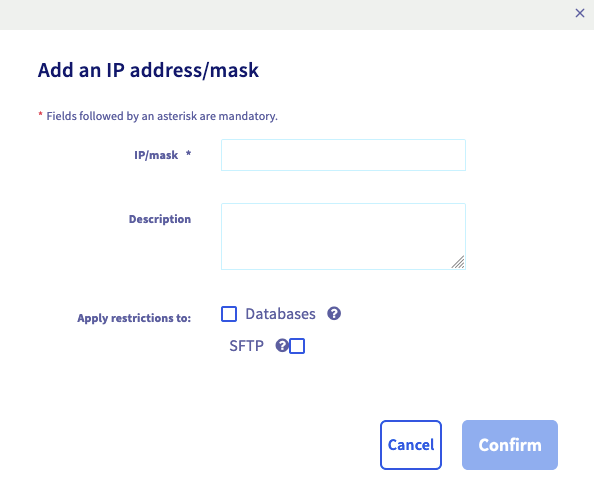 Add an IP address/mask
* Fields followed by an asterisk are mandatory.
IP/mask *
Description
Apply restrictions to:
Databases ?
SFTP ?
Cancel
Confirm